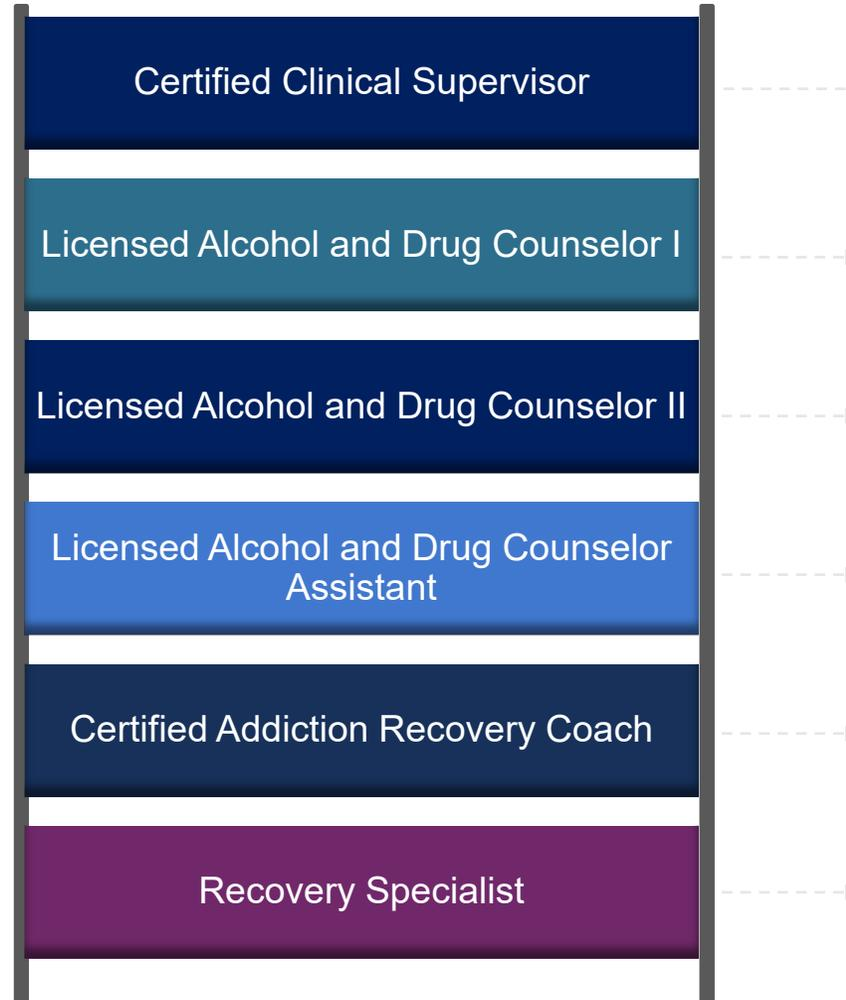 Certified Clinical Supervisor
Licensed Alcohol and Drug Counselor I
Licensed Alcohol and Drug Counselor II
Licensed Alcohol and Drug Counselor
Assistant
Certified Addiction Recovery Coach
Recovery Specialist